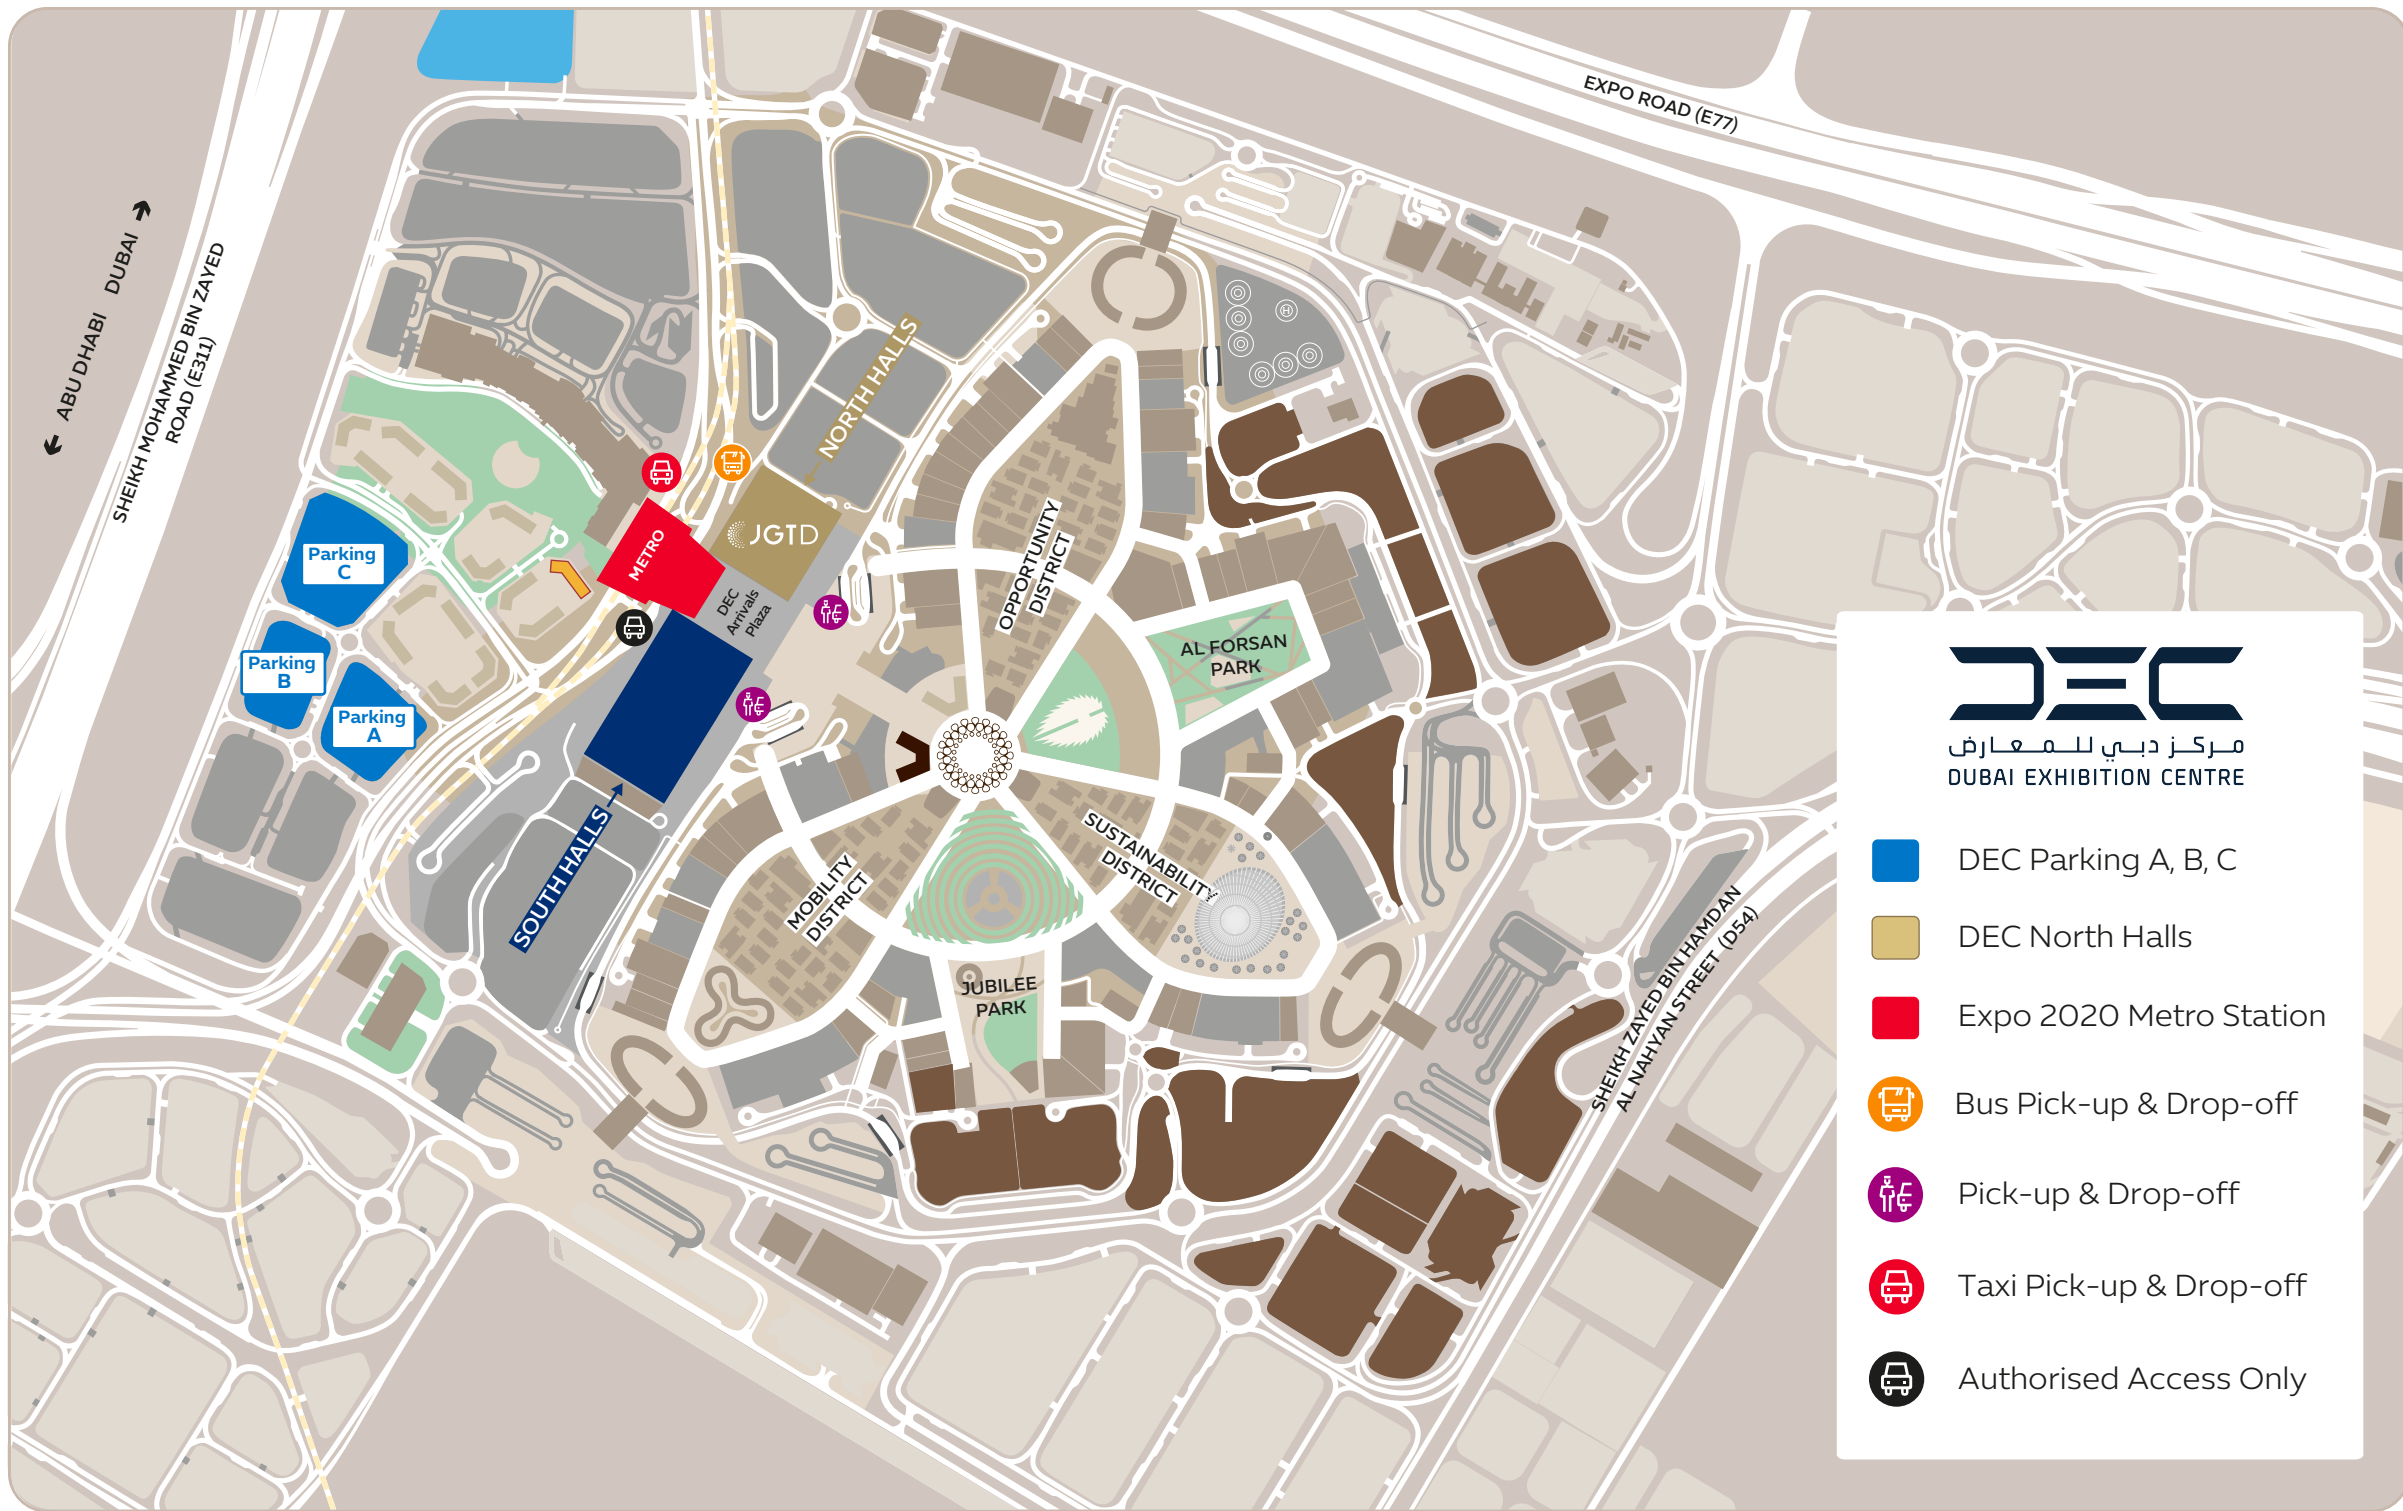 EXPO ROAD (E77)
ABU DHABI DUBAI
SHEIKH MOHAMMED BIN ZAYED
ROAD (E311)
NORTH HALLS
JGTD
METRO
DEC
Arrivals
Plaza
Parking
C
Parking
B
Parking
A
SOUTH HALLS
OPPORTUNITY
DISTRICT
AL FORSAN
PARK
MOBILITY
DISTRICT
SUSTAINABILITY
DISTRICT
JUBILEE
PARK
SHEIKH ZAYED BIN HAMDAN
AL NAHYAN STREET (D54)
H
DEC
مركز دبي للمعارض
DUBAI EXHIBITION CENTRE
DEC Parking A, B, C
DEC North Halls
Expo 2020 Metro Station
Bus Pick-up & Drop-off
Pick-up & Drop-off
Taxi Pick-up & Drop-off
Authorised Access Only